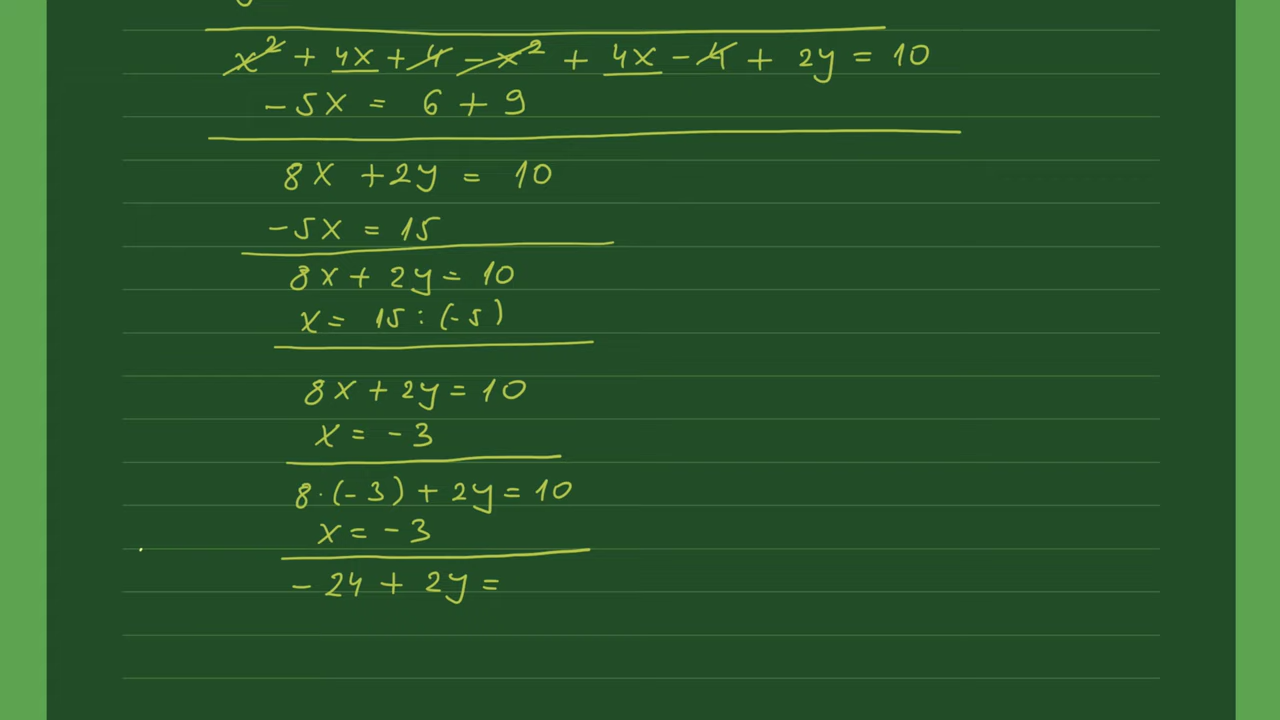 x² + 4x + 4 - x² + 4x - 4 + 2y = 10
-5x = 6 + 9
8x + 2y = 10
-5x = 15
8x + 2y = 10
x = 15 : (-5)
8x + 2y = 10
x = -3
8·(-3) + 2y = 10
x = -3
-24 + 2y =